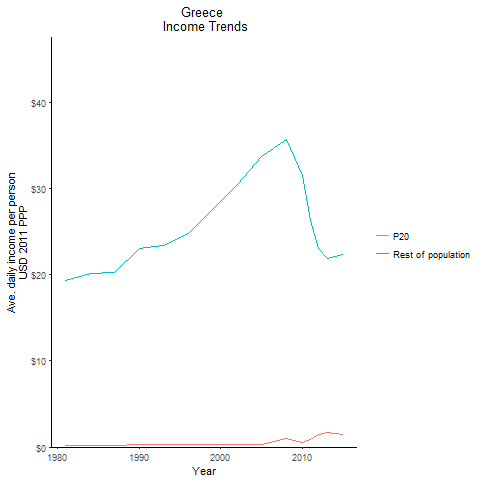 Greece
Income Trends
Ave. daily income per person
USD 2011 PPP
$40
$30
$20
$10
$0
1980
1990
2000
2010
Year
P20
Rest of population